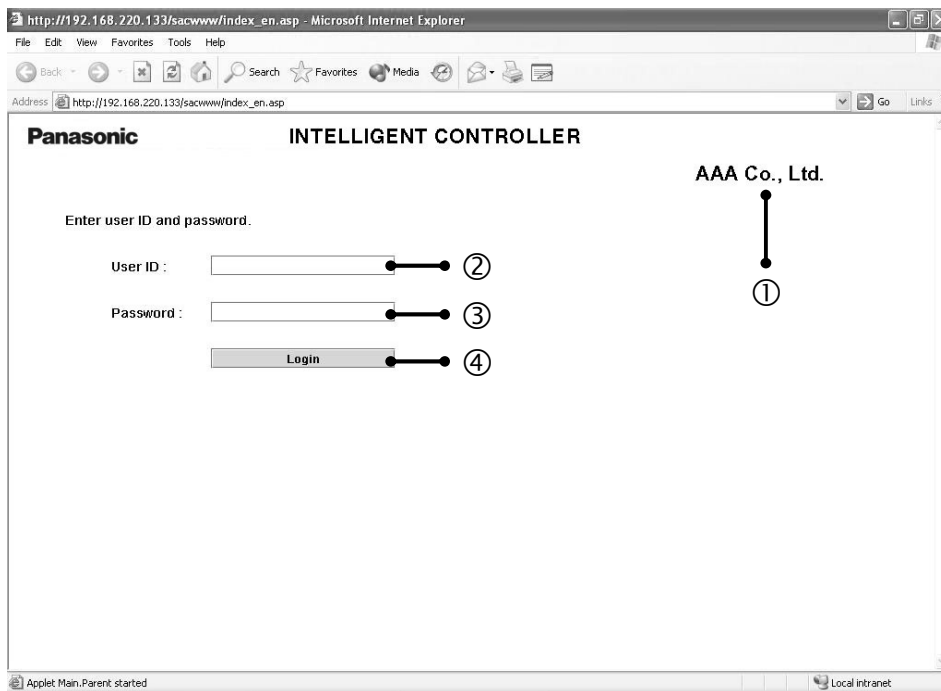 http://192.168.220.133/sacwww/index_en.asp - Microsoft Internet Explorer
File Edit View Favorites Tools Help
Back Search Favorites Media
Address http://192.168.220.133/sacwww/index_en.asp Go Links
Panasonic INTELLIGENT CONTROLLER
AAA Co., Ltd.
Enter user ID and password.
User ID : ②
①
Password : ③
Login ④
Applet Main.Parent started Local intranet